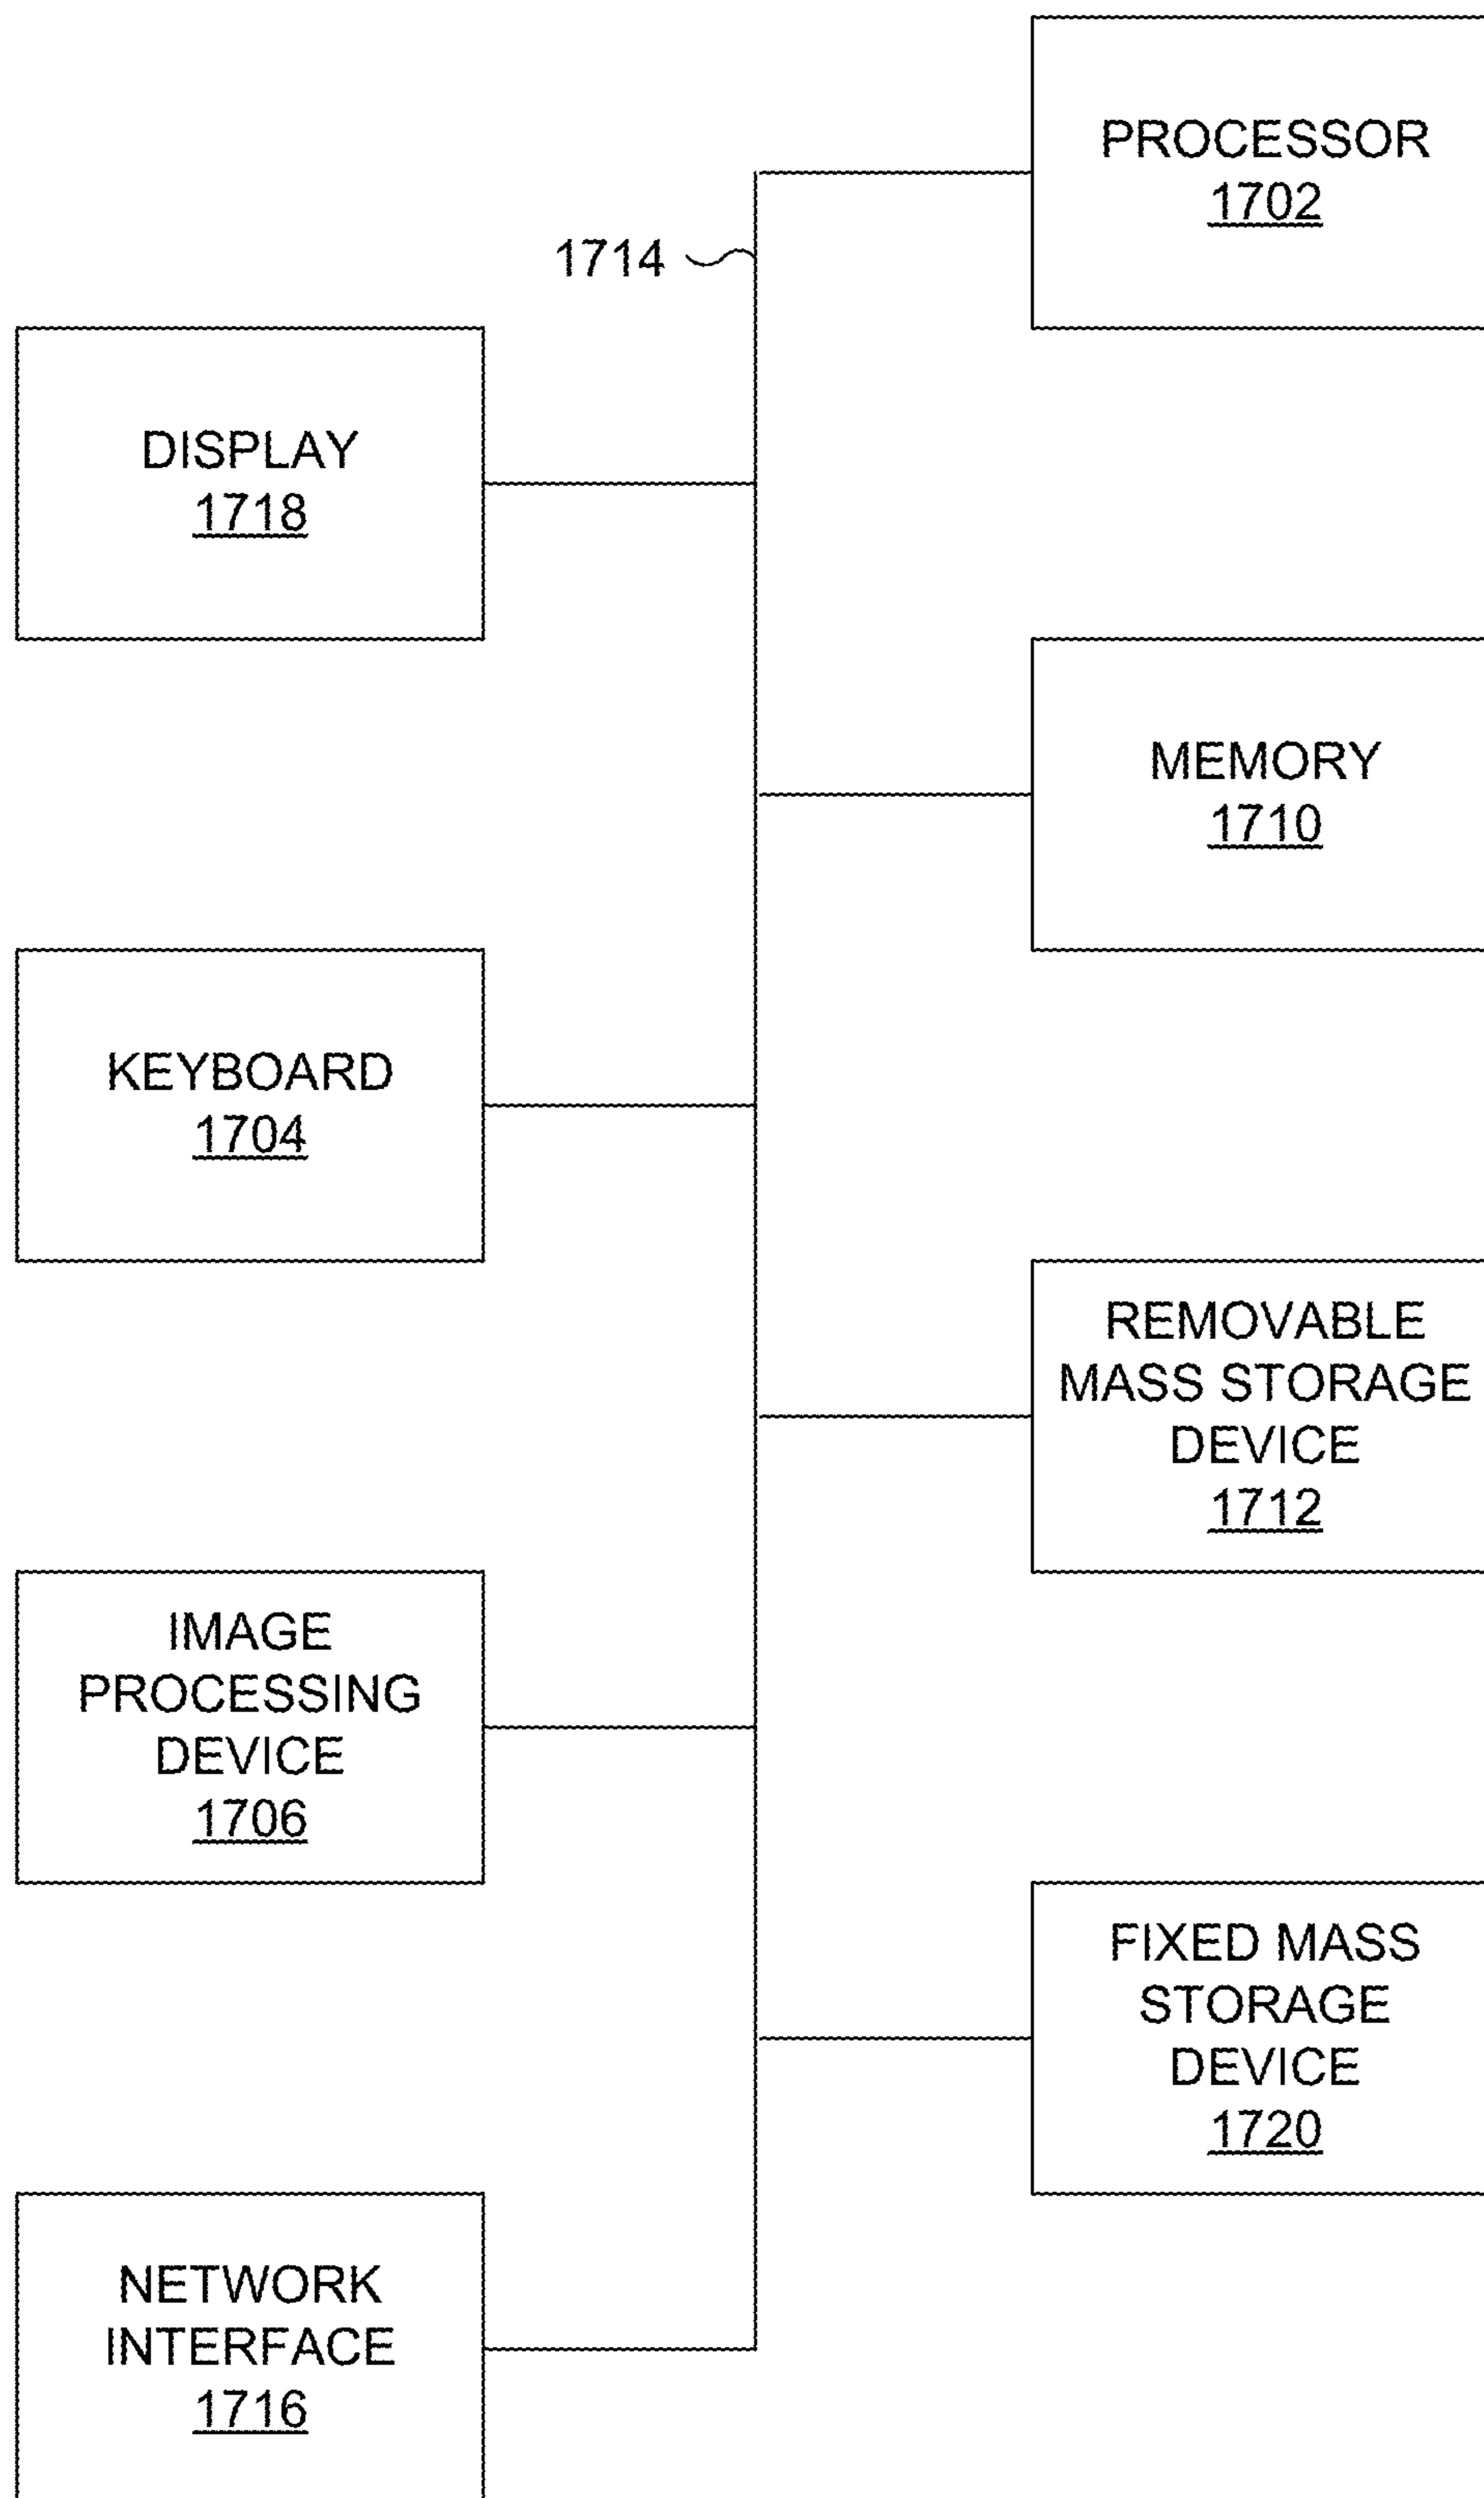 PROCESSOR
1702
1714
DISPLAY
1718
MEMORY
1710
KEYBOARD
1704
REMOVABLE
MASS STORAGE
DEVICE
1712
IMAGE
PROCESSING
DEVICE
1706
FIXED MASS
STORAGE
DEVICE
1720
NETWORK
INTERFACE
1716